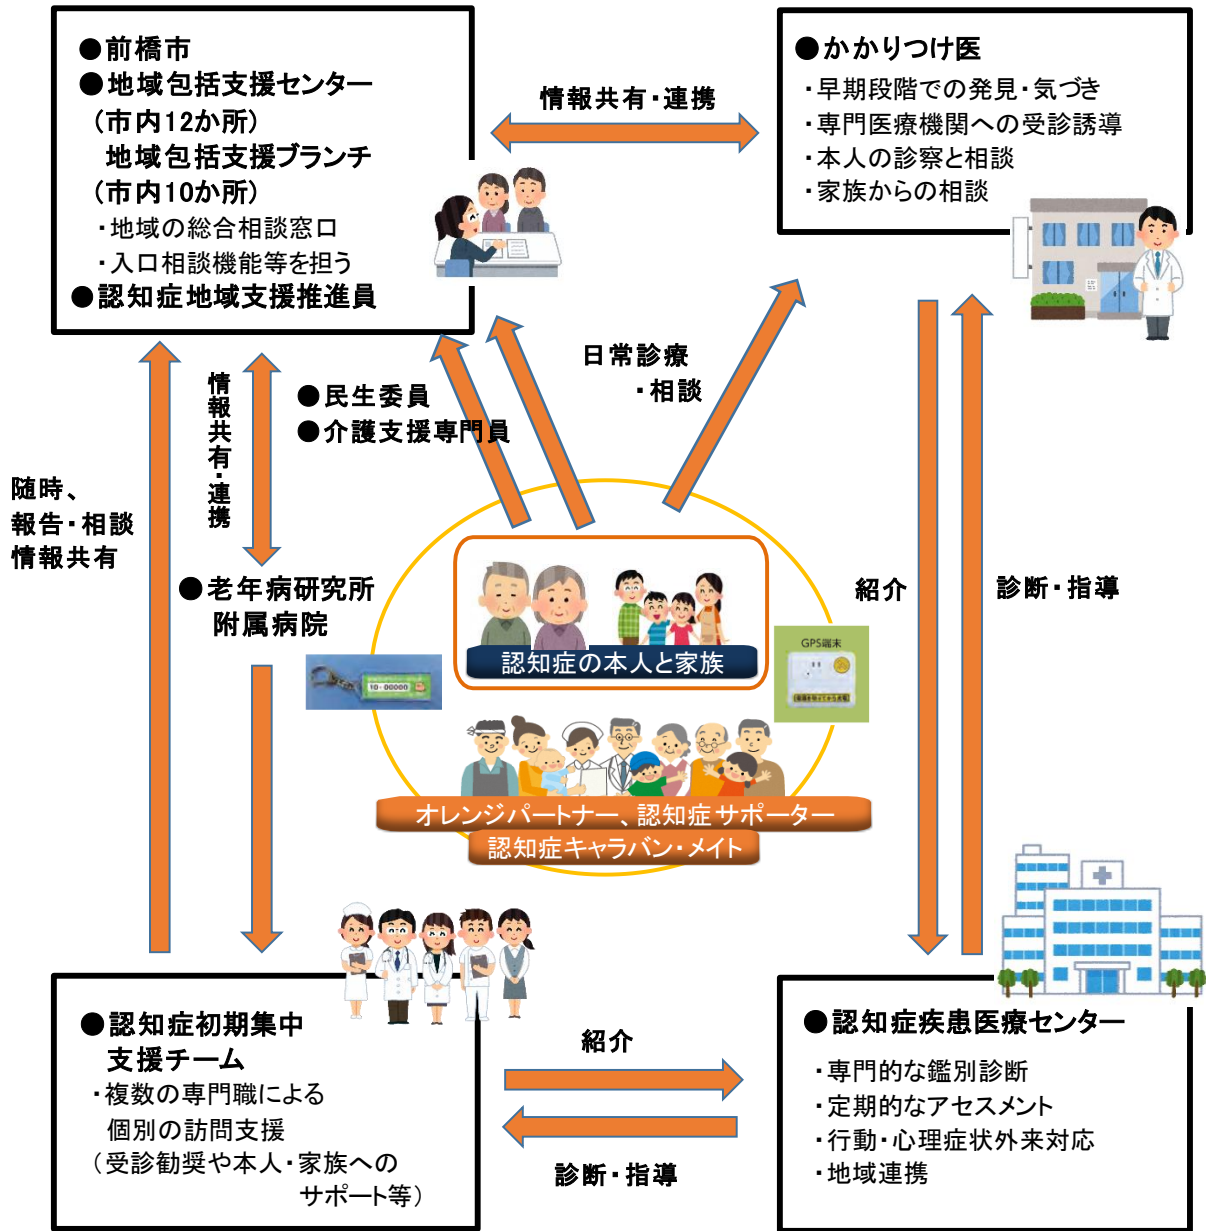 ●前橋市
●地域包括支援センター
(市内12か所)
地域包括支援ブランチ
(市内10か所)
・地域の総合相談窓口
・入口相談機能等を担う
●認知症地域支援推進員
情報共有・連携
●かかりつけ医
・早期段階での発見・気づき
・専門医療機関への受診誘導
・本人の診察と相談
・家族からの相談
日常診療
・相談
情報共有・連携
●民生委員
●介護支援専門員
随時、
報告・相談
情報共有
●老年病研究所
附属病院
紹介
診断・指導
認知症の本人と家族
10-00000
GPS端末
オレンジパートナー、認知症サポーター
認知症キャラバン・メイト
●認知症初期集中
支援チーム
・複数の専門職による
個別の訪問支援
(受診勧奨や本人・家族への
サポート等)
紹介
診断・指導
●認知症疾患医療センター
・専門的な鑑別診断
・定期的なアセスメント
・行動・心理症状外来対応
・地域連携